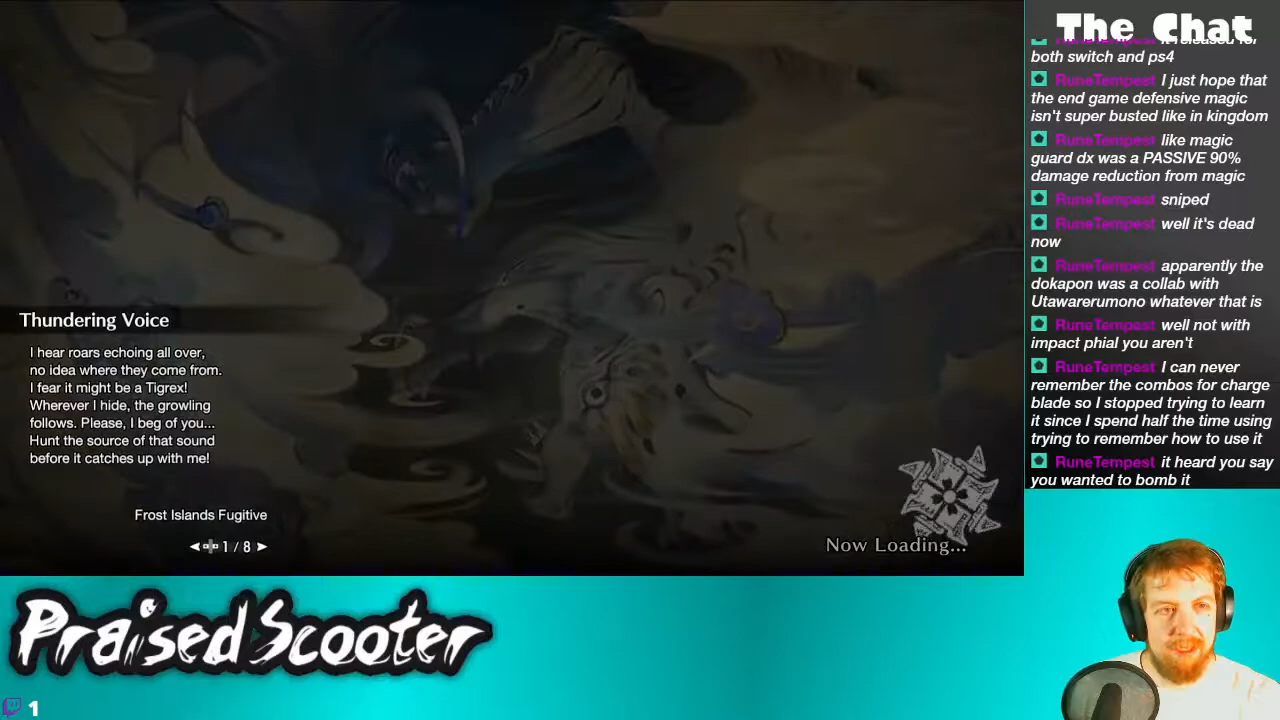 The Chat
both switch and ps4
RuneTempest I just hope that
the end game defensive magic
isn't super busted like in kingdom
RuneTempest like magic
guard dx was a PASSIVE 90%
damage reduction from magic
RuneTempest sniped
RuneTempest well it's dead
now
RuneTempest apparently the
dokapon was a collab with
Utawarerumono whatever that is
RuneTempest well not with
impact phial you aren't
RuneTempest I can never
remember the combos for charge
blade so I stopped trying to learn
it since I spend half the time using
trying to remember how to use it
RuneTempest it heard you say
you wanted to bomb it
Thundering Voice
I hear roars echoing all over,
no idea where they come from.
I fear it might be a Tigrex!
Wherever I hide, the growling
follows. Please, I beg of you...
Hunt the source of that sound
before it catches up with me!
Frost Islands Fugitive
1 / 8
Now Loading...
PraisedScooter
1